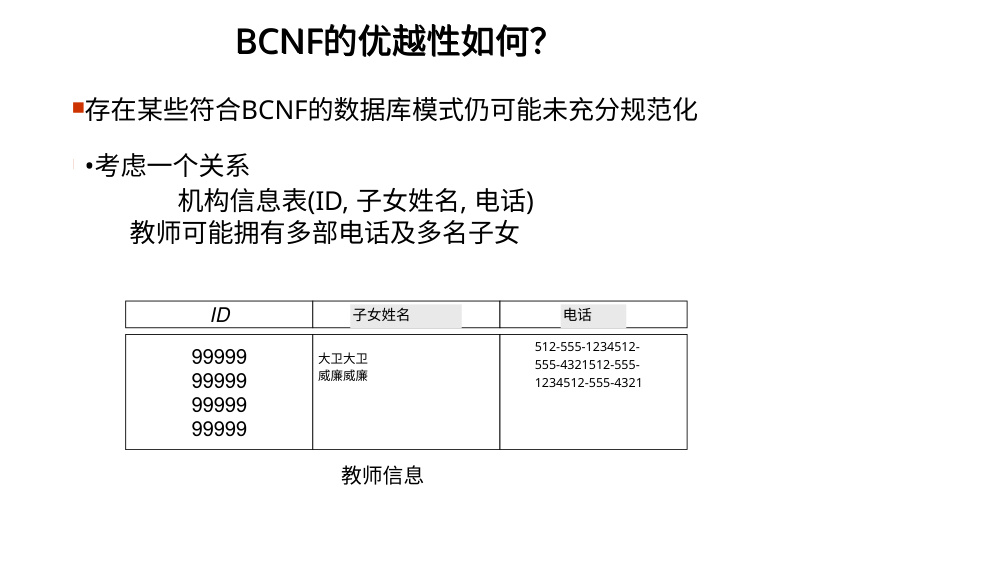 BCNF的优越性如何？
存在某些符合BCNF的数据库模式仍可能未充分规范化
•考虑一个关系
机构信息表(ID, 子女姓名, 电话)
教师可能拥有多部电话及多名子女
ID 子女姓名 电话
99999
99999
99999
99999
大卫大卫
威廉威廉
512-555-1234512-
555-4321512-555-
1234512-555-4321
教师信息